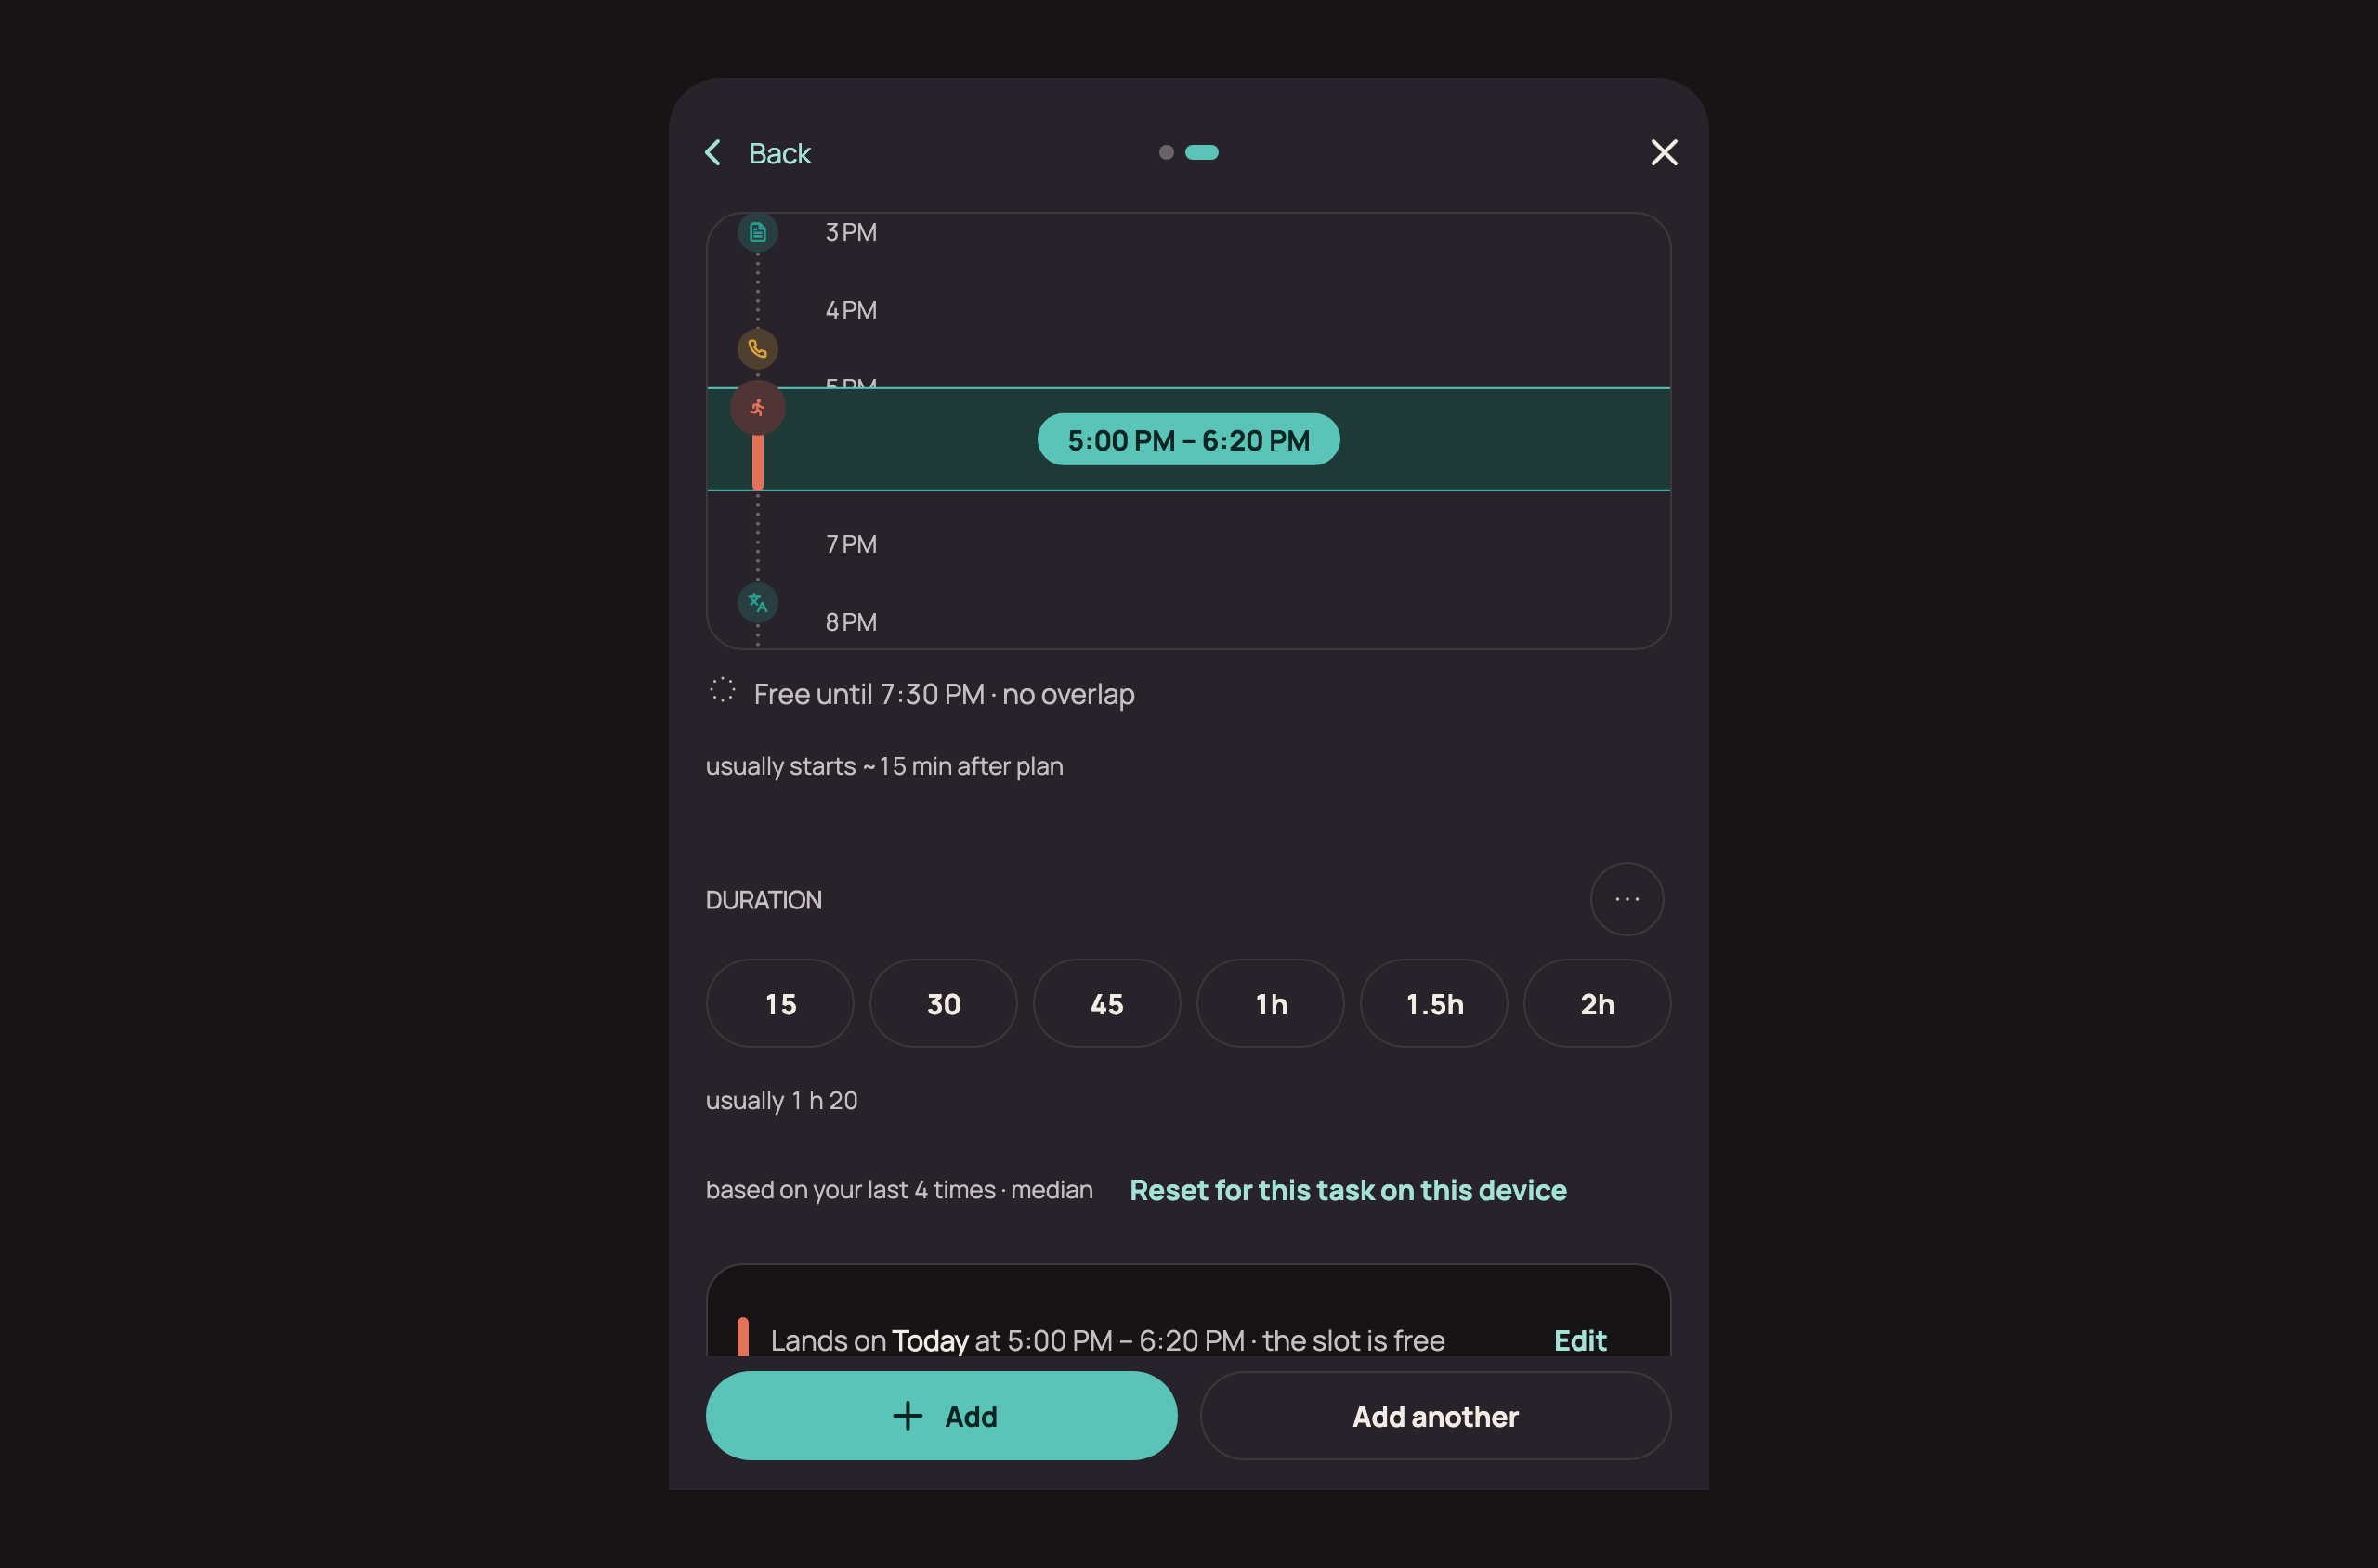 Back
3 PM
4 PM
5 PM
5:00 PM – 6:20 PM
7 PM
8 PM
Free until 7:30 PM · no overlap
usually starts ~15 min after plan
DURATION
15 30 45 1h 1.5h 2h
usually 1 h 20
based on your last 4 times · median Reset for this task on this device
Lands on Today at 5:00 PM – 6:20 PM · the slot is free Edit
Add Add another